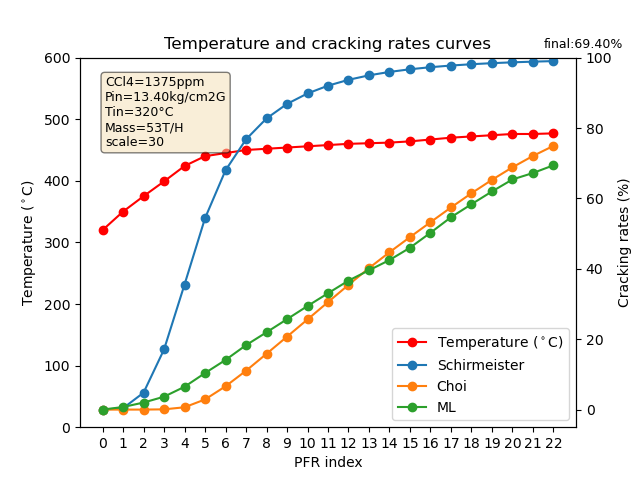 Temperature and cracking rates curves
final:69.40%
CCl4=1375ppm
Pin=13.40kg/cm2G
Tin=320°C
Mass=53T/H
scale=30
600
500
400
300
200
100
0
Temperature (°C)
100
80
60
40
20
0
Cracking rates (%)
Temperature (°C)
Schirmeister
Choi
ML
0 1 2 3 4 5 6 7 8 9 10 11 12 13 14 15 16 17 18 19 20 21 22
PFR index